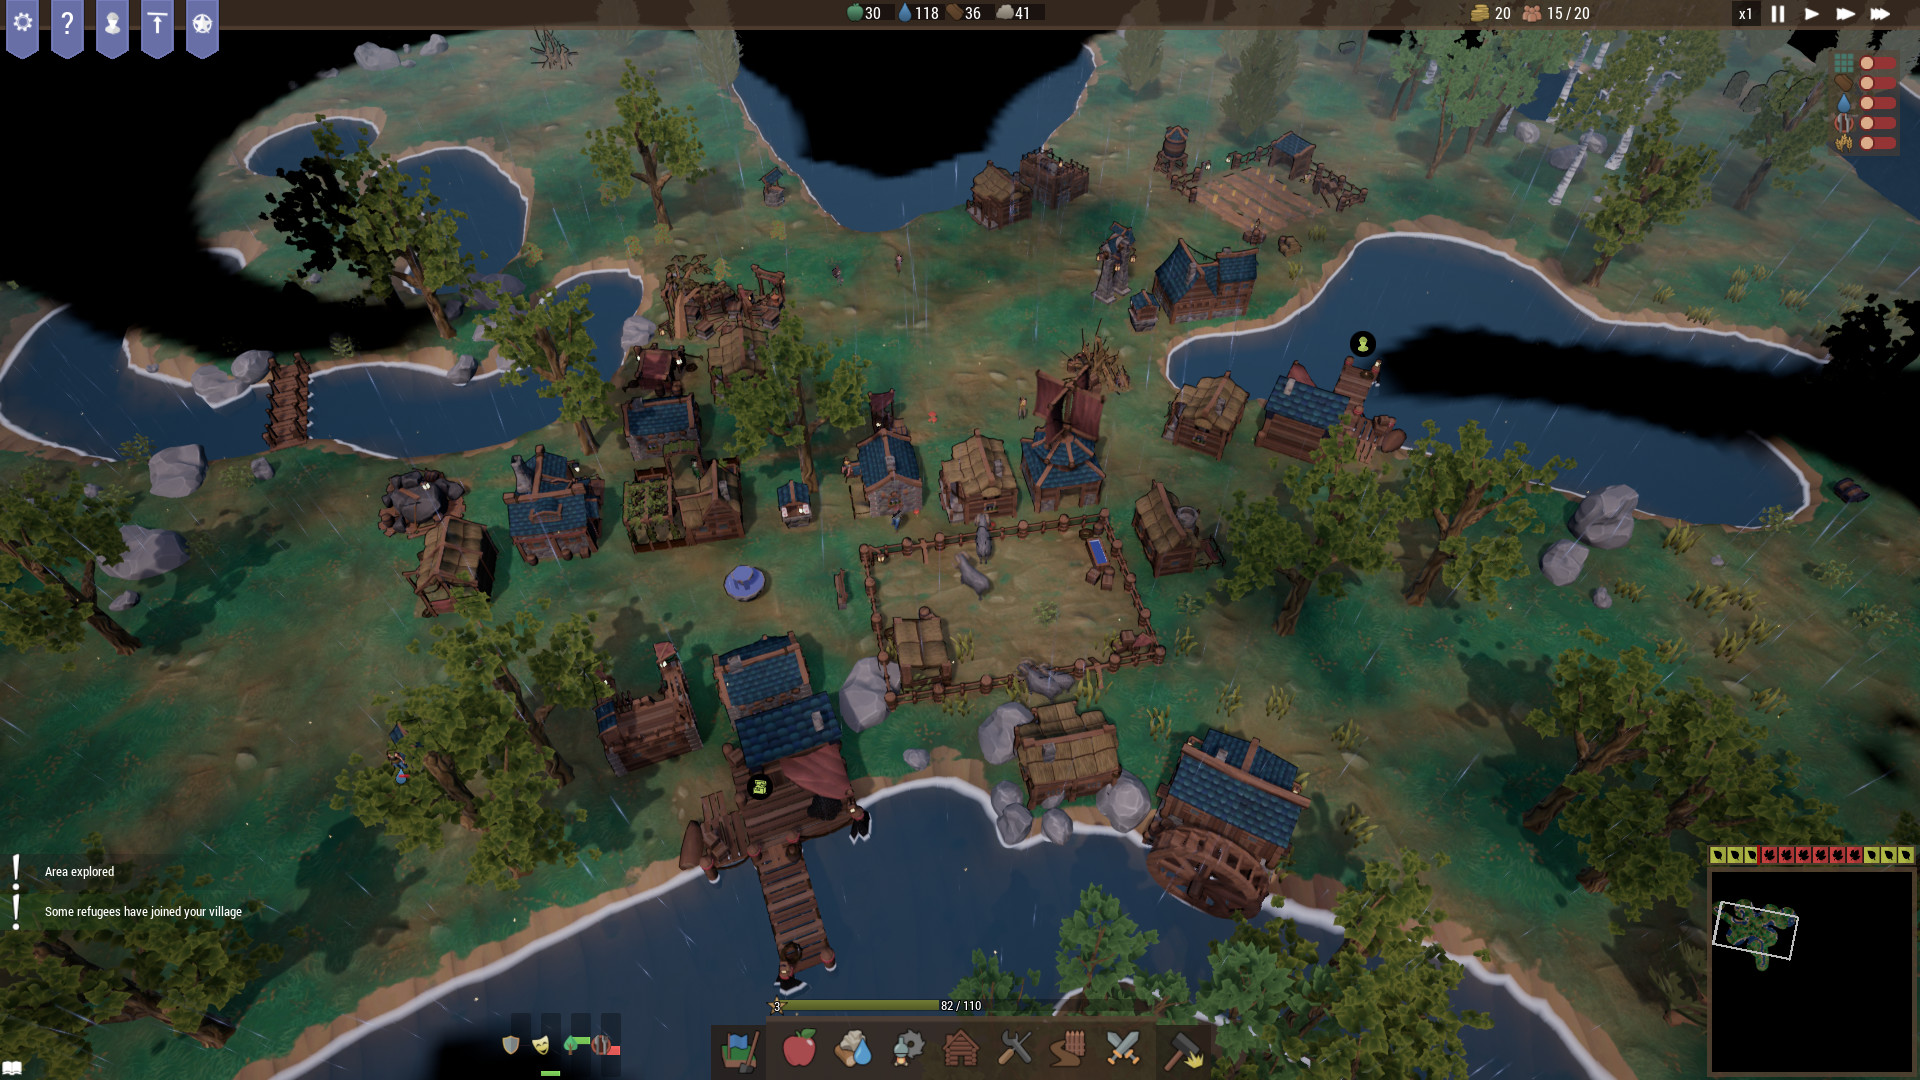 ?
30 118 36 41
20 15 / 20
x1
Area explored
Some refugees have joined your village
3 82 / 110